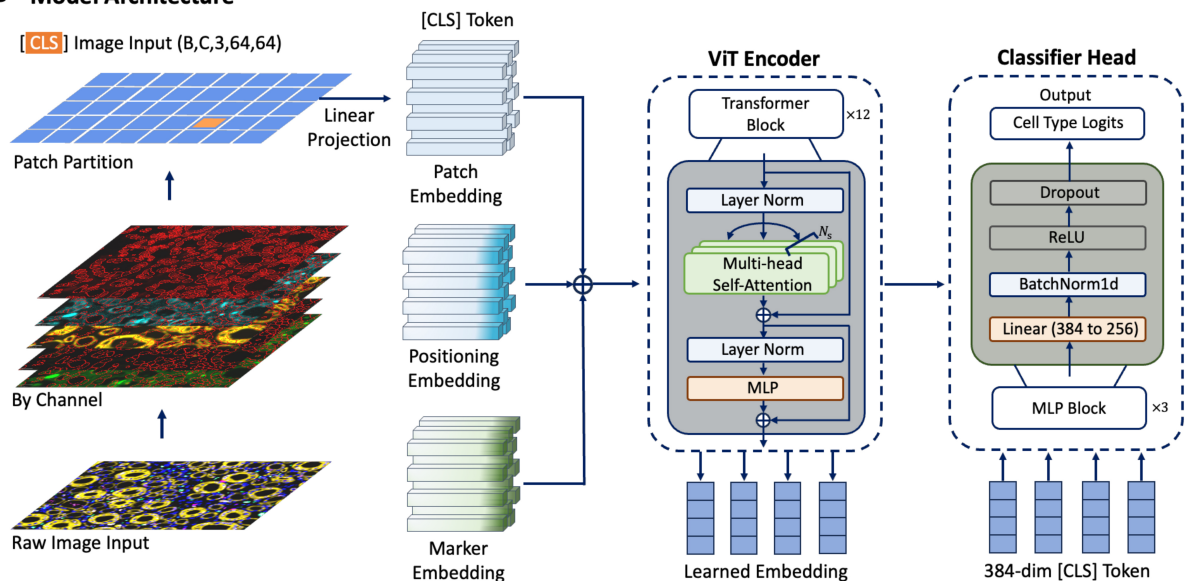 Model Architecture
[CLS] Token
[CLS] Image Input (B,C,3,64,64)
Linear
Projection
Patch Partition
Patch
Embedding
By Channel
Positioning
Embedding
Raw Image Input
Marker
Embedding
ViT Encoder
Transformer
Block
×12
Layer Norm
Nₛ
Multi-head
Self-Attention
Layer Norm
MLP
Learned Embedding
Classifier Head
Output
Cell Type Logits
Dropout
ReLU
BatchNorm1d
Linear (384 to 256)
MLP Block
×3
384-dim [CLS] Token